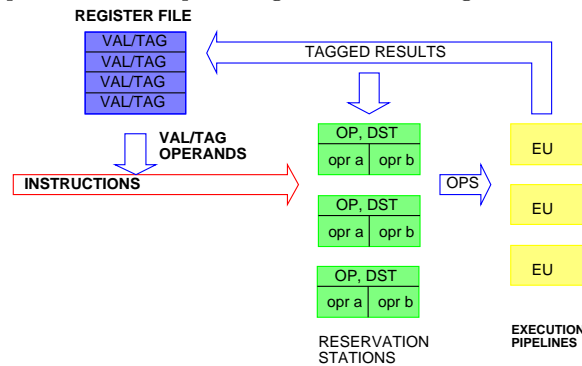 REGISTER FILE
VAL/TAG
VAL/TAG
VAL/TAG
VAL/TAG
TAGGED RESULTS
VAL/TAG
OPERANDS
INSTRUCTIONS
OP, DST
opr a opr b
OP, DST
opr a opr b
OP, DST
opr a opr b
OPS
EU
EU
EU
RESERVATION
STATIONS
EXECUTION
PIPELINES